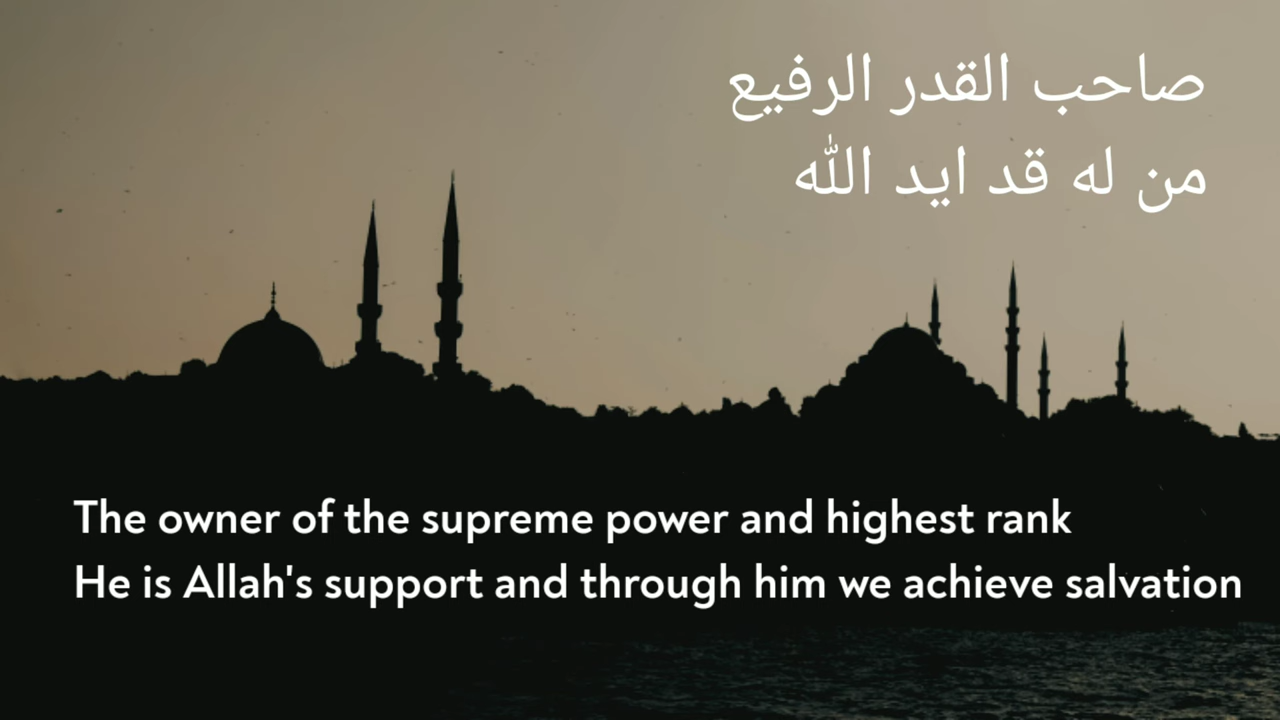 صاحب القدر الرفيع
من له قد ايد الله
The owner of the supreme power and highest rank
He is Allah's support and through him we achieve salvation